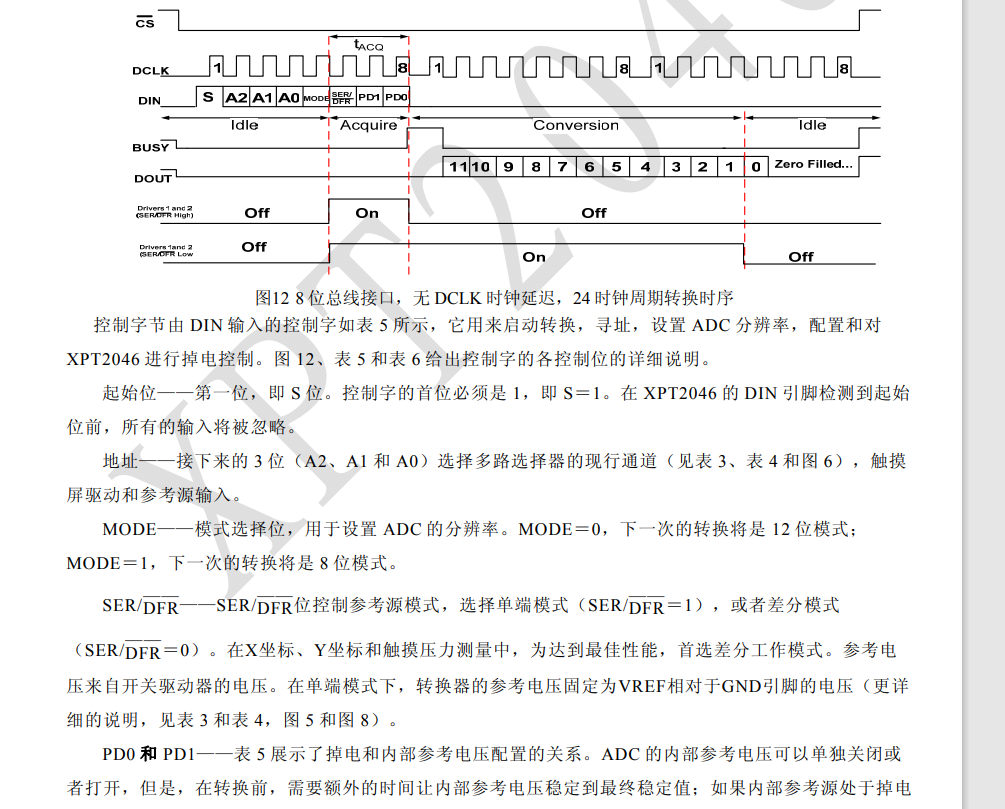 CS
tACQ
DCLK 1 8 1 8 1 8
DIN S A2 A1 A0 MODE SER/DFR PD1 PD0
Idle Acquire Conversion Idle
BUSY
DOUT 11 10 9 8 7 6 5 4 3 2 1 0 Zero Filled...
Drivers 1 and 2
(SER/DFR High) Off On Off
Drivers 1and 2
(SER/DFR Low Off On Off
图12 8 位总线接口，无 DCLK 时钟延迟，24 时钟周期转换时序
控制字节由 DIN 输入的控制字如表 5 所示，它用来启动转换，寻址，设置 ADC 分辨率，配置和对
XPT2046 进行掉电控制。图 12、表 5 和表 6 给出控制字的各控制位的详细说明。
起始位——第一位，即 S 位。控制字的首位必须是 1，即 S＝1。在 XPT2046 的 DIN 引脚检测到起始
位前，所有的输入将被忽略。
地址——接下来的 3 位（A2、A1 和 A0）选择多路选择器的现行通道（见表 3、表 4 和图 6），触摸
屏驱动和参考源输入。
MODE——模式选择位，用于设置 ADC 的分辨率。MODE＝0，下一次的转换将是 12 位模式；
MODE＝1，下一次的转换将是 8 位模式。
SER/DFR——SER/DFR位控制参考源模式，选择单端模式（SER/DFR＝1），或者差分模式
（SER/DFR＝0）。在X坐标、Y坐标和触摸压力测量中，为达到最佳性能，首选差分工作模式。参考电
压来自开关驱动器的电压。在单端模式下，转换器的参考电压固定为VREF相对于GND引脚的电压（更详
细的说明，见表 3 和表 4，图 5 和图 8）。
PD0 和 PD1——表 5 展示了掉电和内部参考电压配置的关系。ADC 的内部参考电压可以单独关闭或
者打开，但是，在转换前，需要额外的时间让内部参考电压稳定到最终稳定值；如果内部参考源处于掉电
XPT2046